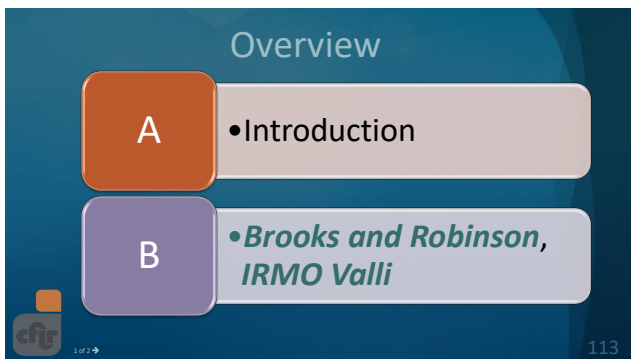 Overview
A
•Introduction
B
•Brooks and Robinson,
IRMO Valli
cflr
1 of 2 →
113